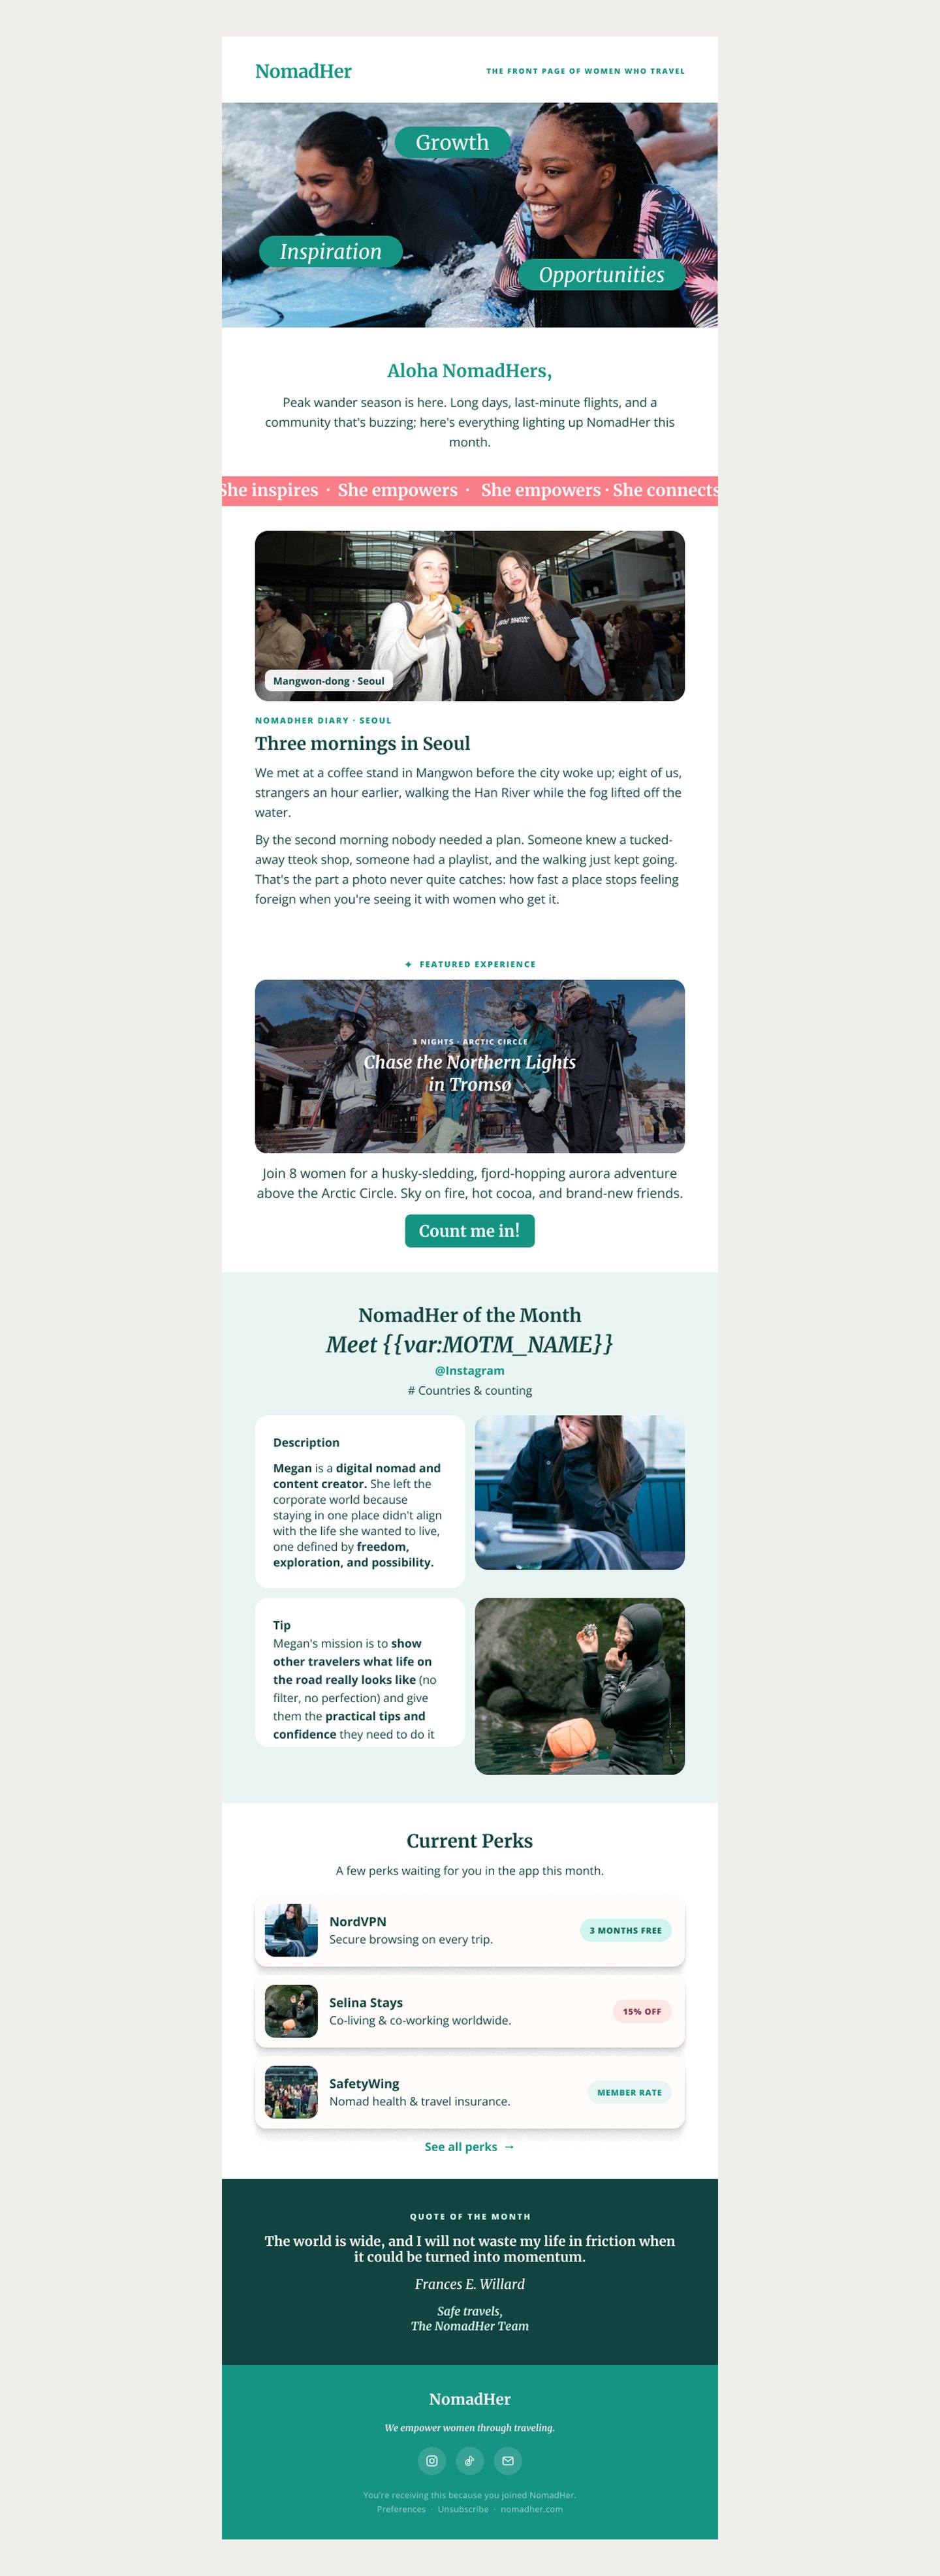 NomadHer
THE FRONT PAGE OF WOMEN WHO TRAVEL
Growth
Inspiration
Opportunities
Aloha NomadHers,
Peak wander season is here. Long days, last-minute flights, and a
community that's buzzing; here's everything lighting up NomadHer this
month.
She inspires · She empowers · She empowers · She connects
Mangwon-dong · Seoul
NOMADHER DIARY · SEOUL
Three mornings in Seoul
We met at a coffee stand in Mangwon before the city woke up; eight of us,
strangers an hour earlier, walking the Han River while the fog lifted off the
water.
By the second morning nobody needed a plan. Someone knew a tucked-
away tteok shop, someone had a playlist, and the walking just kept going.
That's the part a photo never quite catches: how fast a place stops feeling
foreign when you're seeing it with women who get it.
✦ FEATURED EXPERIENCE
3 NIGHTS · ARCTIC CIRCLE
Chase the Northern Lights
in Tromsø
Join 8 women for a husky-sledding, fjord-hopping aurora adventure
above the Arctic Circle. Sky on fire, hot cocoa, and brand-new friends.
Count me in!
NomadHer of the Month
Meet {{var:MOTM_NAME}}
@Instagram
# Countries & counting
Description
Megan is a digital nomad and
content creator. She left the
corporate world because
staying in one place didn't align
with the life she wanted to live,
one defined by freedom,
exploration, and possibility.
Tip
Megan's mission is to show
other travelers what life on
the road really looks like (no
filter, no perfection) and give
them the practical tips and
confidence they need to do it
Current Perks
A few perks waiting for you in the app this month.
NordVPN
Secure browsing on every trip.
3 MONTHS FREE
Selina Stays
Co-living & co-working worldwide.
15% OFF
SafetyWing
Nomad health & travel insurance.
MEMBER RATE
See all perks →
QUOTE OF THE MONTH
The world is wide, and I will not waste my life in friction when
it could be turned into momentum.
Frances E. Willard
Safe travels,
The NomadHer Team
NomadHer
We empower women through traveling.
You're receiving this because you joined NomadHer.
Preferences · Unsubscribe · nomadher.com